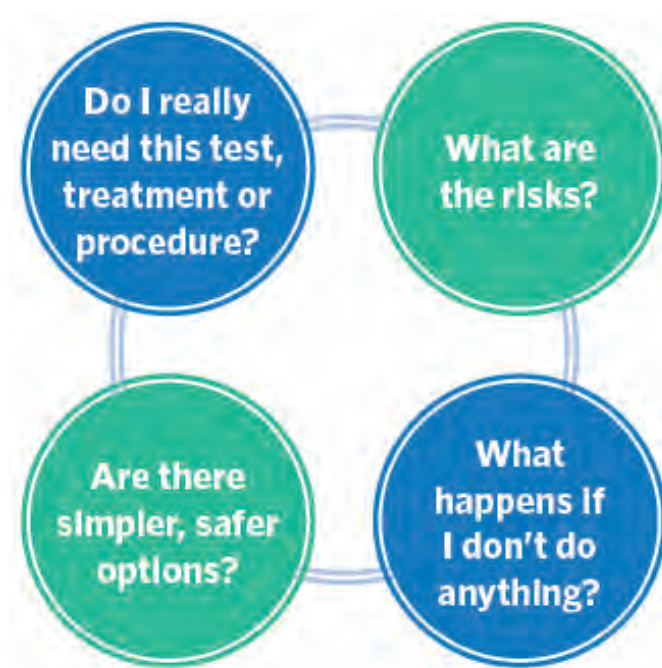 Do I really
need this test,
treatment or
procedure?
What are
the risks?
Are there
simpler, safer
options?
What
happens if
I don't do
anything?